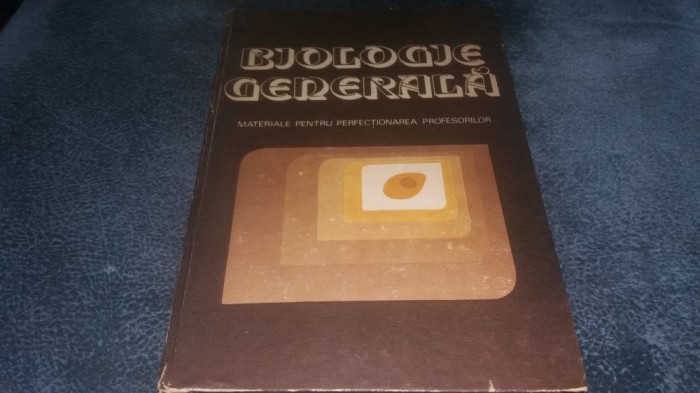 BIOLOGIE
GENERALĂ
MATERIALE PENTRU PERFECȚIONAREA PROFESORILOR